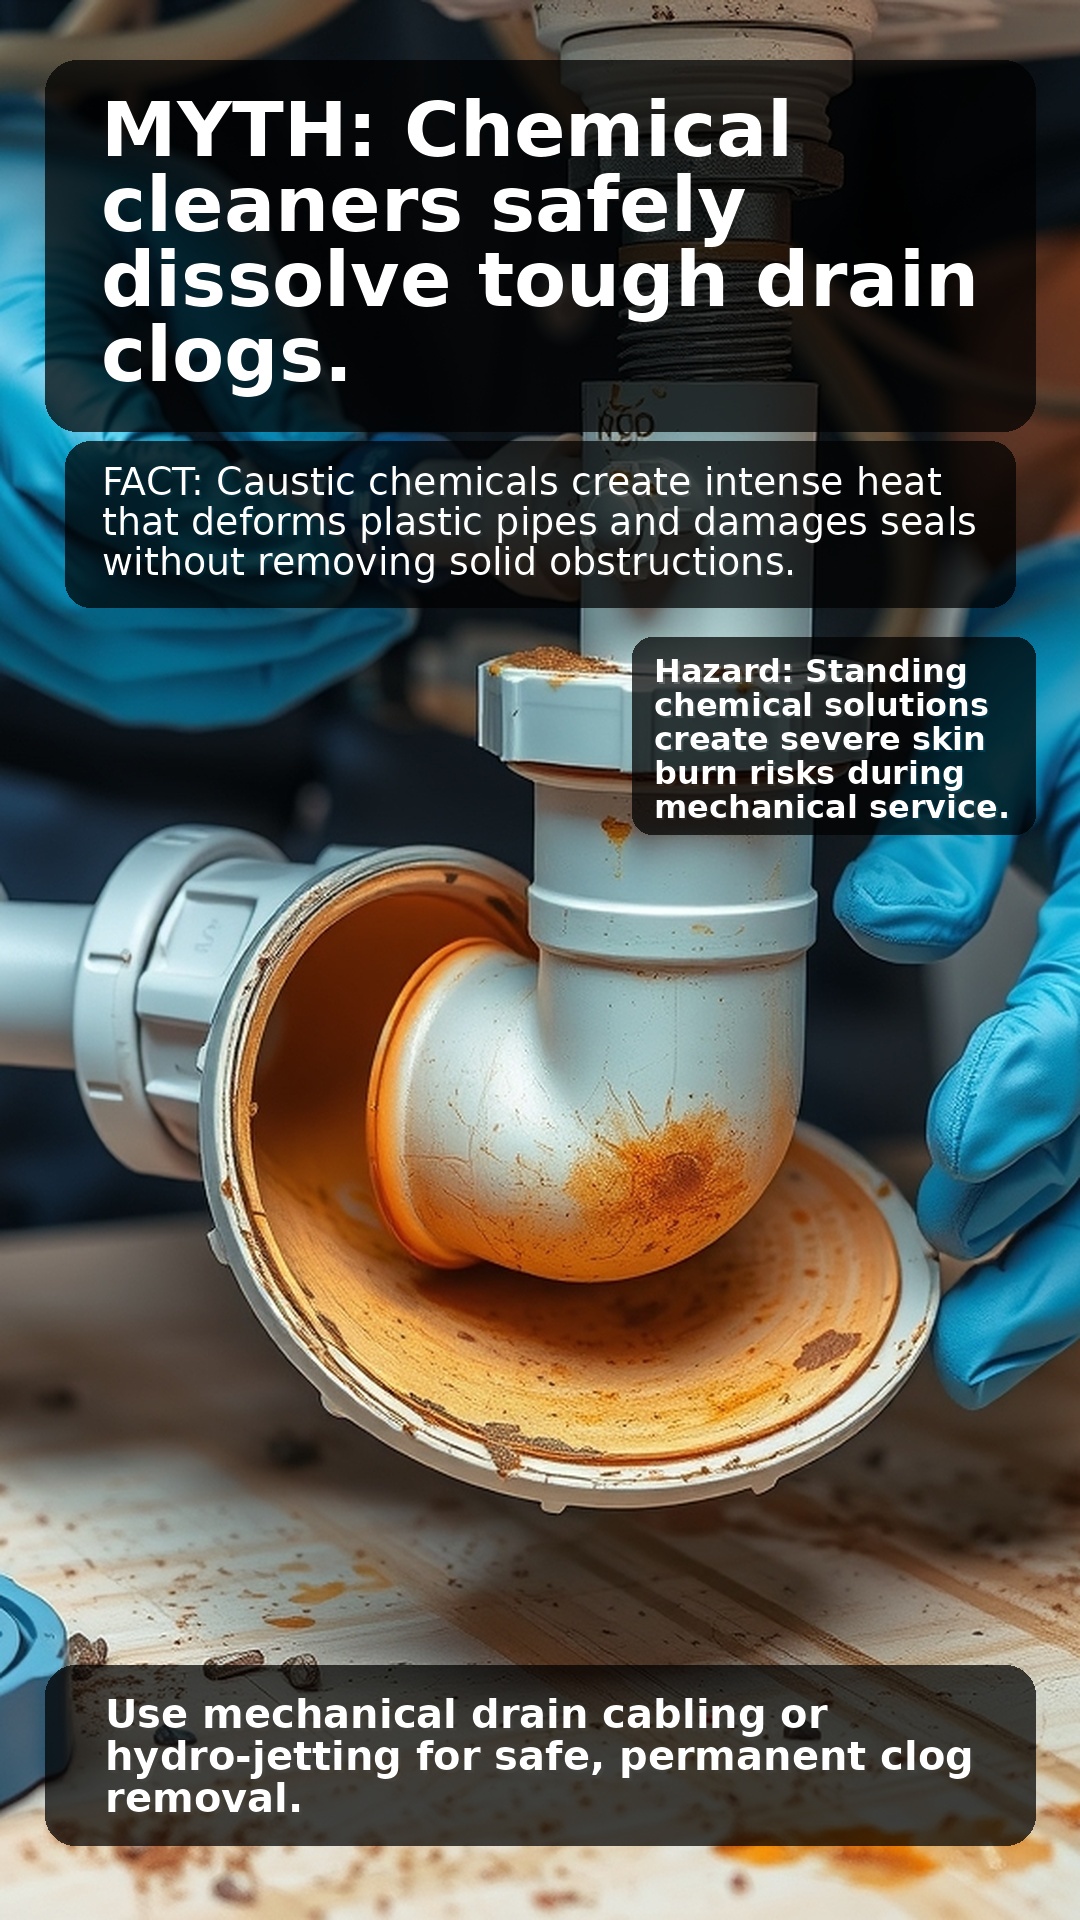 MYTH: Chemical
cleaners safely
dissolve tough drain
clogs.
FACT: Caustic chemicals create intense heat
that deforms plastic pipes and damages seals
without removing solid obstructions.
Hazard: Standing
chemical solutions
create severe skin
burn risks during
mechanical service.
Use mechanical drain cabling or
hydro-jetting for safe, permanent clog
removal.